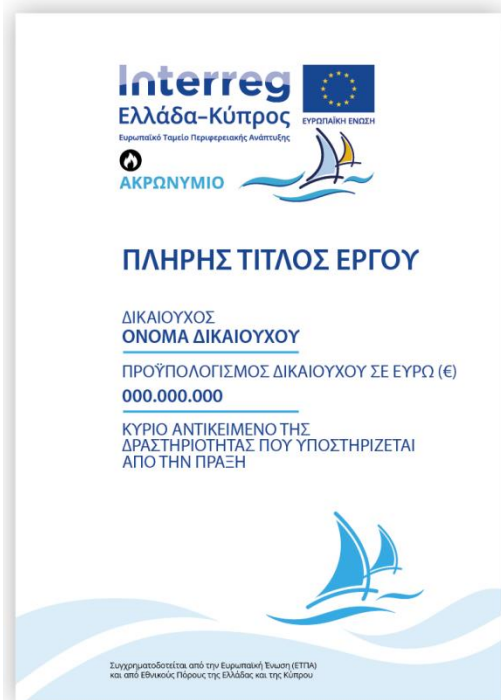 Interreg
Ελλάδα-Κύπρος
ΕΥΡΩΠΑΪΚΗ ΕΝΩΣΗ
Ευρωπαϊκό Ταμείο Περιφερειακής Ανάπτυξης
ΑΚΡΩΝΥΜΙΟ
ΠΛΗΡΗΣ ΤΙΤΛΟΣ ΕΡΓΟΥ
ΔΙΚΑΙΟΥΧΟΣ
ΟΝΟΜΑ ΔΙΚΑΙΟΥΧΟΥ
ΠΡΟΫΠΟΛΟΓΙΣΜΟΣ ΔΙΚΑΙΟΥΧΟΥ ΣΕ ΕΥΡΩ (€)
000.000.000
ΚΥΡΙΟ ΑΝΤΙΚΕΙΜΕΝΟ ΤΗΣ
ΔΡΑΣΤΗΡΙΟΤΗΤΑΣ ΠΟΥ ΥΠΟΣΤΗΡΙΖΕΤΑΙ
ΑΠΟ ΤΗΝ ΠΡΑΞΗ
Συγχρηματοδοτείται από την Ευρωπαϊκή Ένωση (ΕΤΠΑ)
και από Εθνικούς Πόρους της Ελλάδας και της Κύπρου